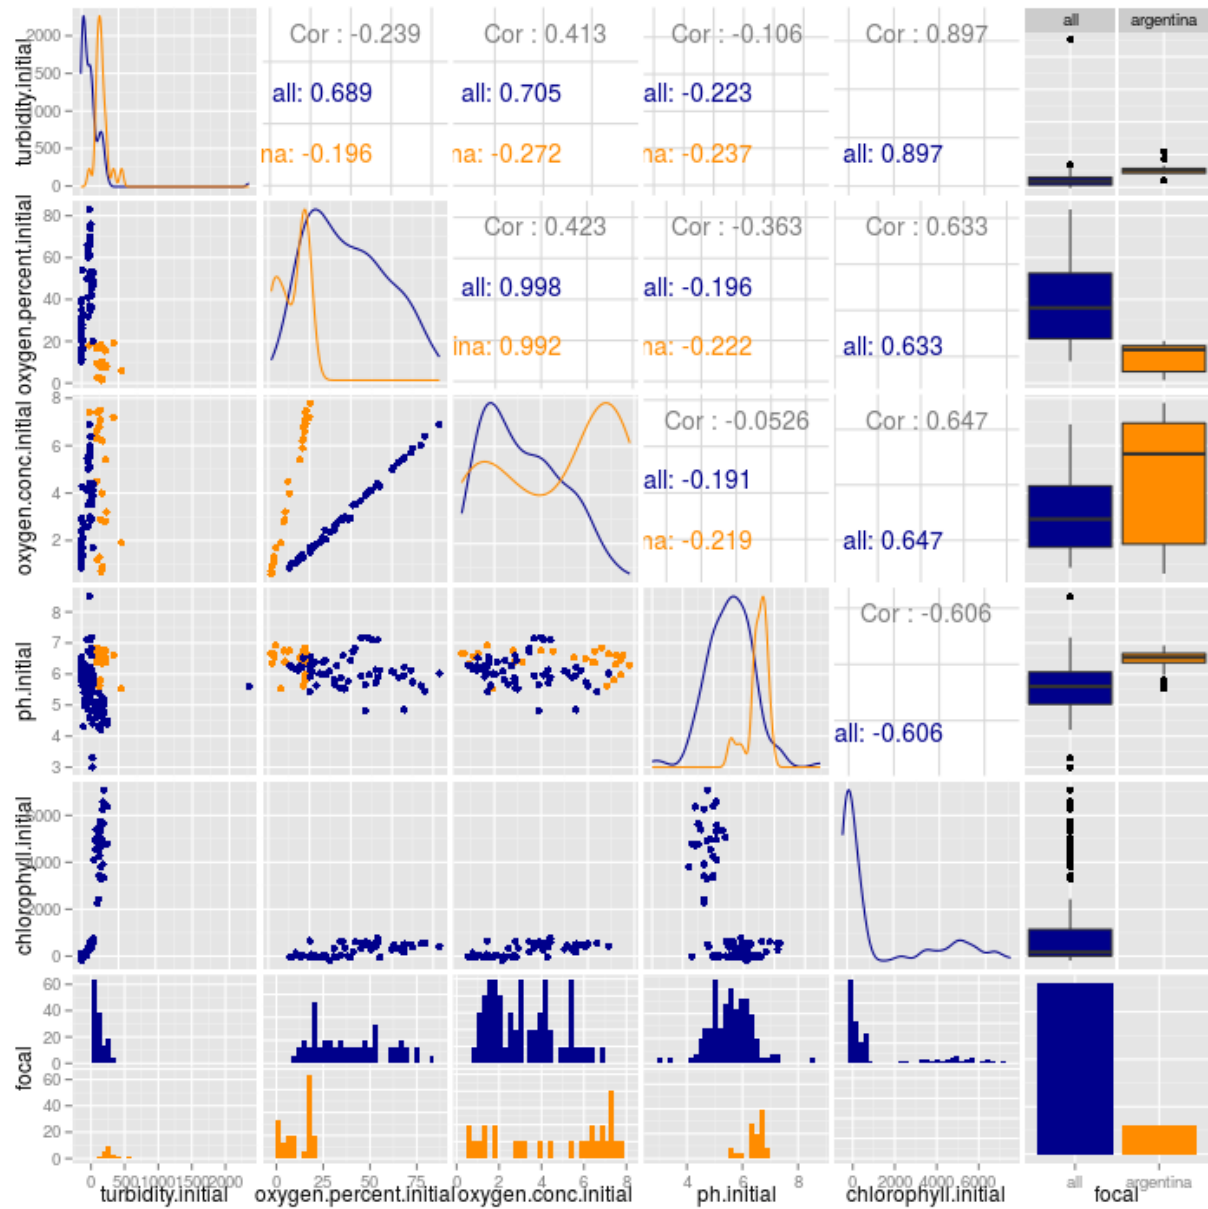 all argentina
turbidity.initial
2000
1500
1000
500
0
Cor : -0.239
all: 0.689
na: -0.196
Cor : 0.413
all: 0.705
na: -0.272
Cor : -0.106
all: -0.223
na: -0.237
Cor : 0.897
all: 0.897
oxygen.percent.initial
80
60
40
20
0
Cor : 0.423
all: 0.998
ina: 0.992
Cor : -0.363
all: -0.196
na: -0.222
Cor : 0.633
all: 0.633
oxygen.conc.initial
8
6
4
2
Cor : -0.0526
all: -0.191
na: -0.219
Cor : 0.647
all: 0.647
ph.initial
8
7
6
5
4
3
Cor : -0.606
all: -0.606
chlorophyll.initial
6000
4000
2000
0
focal
60
40
20
0
60
40
20
0
0 500 1000 1500 2000
0 25 50 75
0 2 4 6 8
4 6 8
0 2000 4000 6000
all argentina
turbidity.initial oxygen.percent.initial oxygen.conc.initial ph.initial chlorophyll.initial focal